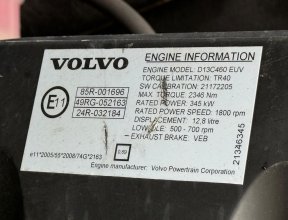 VOLVO
E11
85R-001696
49RG-052163
24R-032184
e11*2005/55*2008/74G*2163
0.69
ENGINE INFORMATION
ENGINE MODEL: D13C460 EUV
TORQUE LIMITATION: TR40
SW CALIBRATION: 21172205
MAX TORQUE: 2346 Nm
RATED POWER: 345 kW
RATED POWER SPEED: 1800 rpm
DISPLACEMENT: 12,8 litre
LOW IDLE: 500 - 700 rpm
EXHAUST BRAKE: VEB
Engine manufacturer: Volvo Powertrain Corporation
21346345